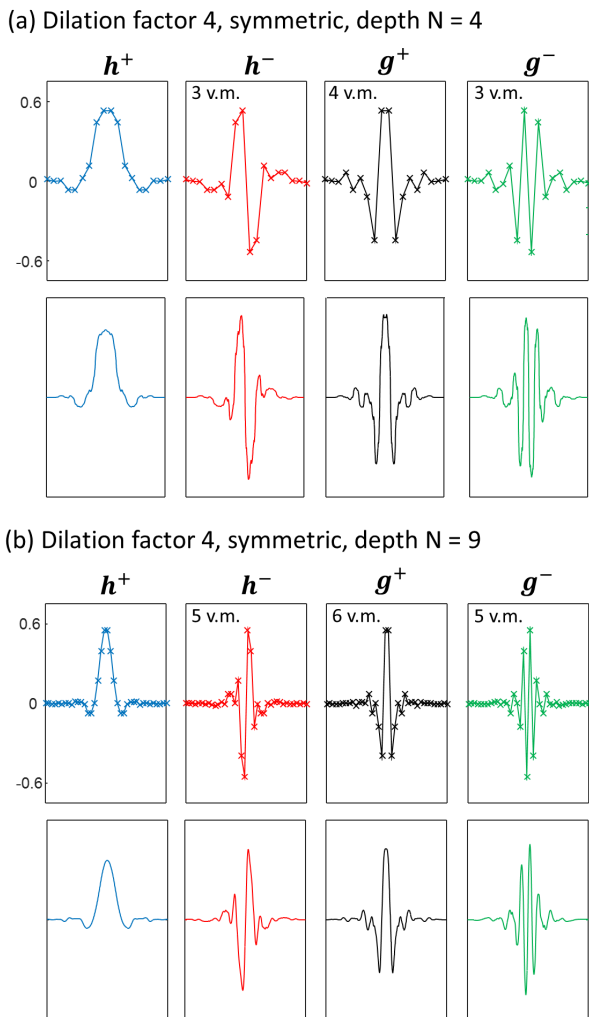 (a) Dilation factor 4, symmetric, depth N = 4
h⁺ h⁻ g⁺ g⁻
3 v.m. 4 v.m. 3 v.m.
0.6
0
-0.6
(b) Dilation factor 4, symmetric, depth N = 9
h⁺ h⁻ g⁺ g⁻
5 v.m. 6 v.m. 5 v.m.
0.6
0
-0.6